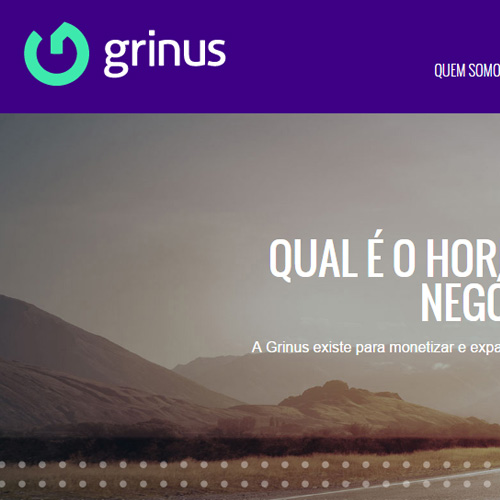 grinus
QUEM SOMO
QUAL É O HOR
NEGÓ
A Grinus existe para monetizar e expa